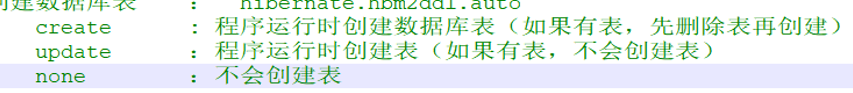 创建数据库表 : hibernate.hbm2ddl.auto
create : 程序运行时创建数据库表（如果有表，先删除表再创建）
update : 程序运行时创建表（如果有表，不会创建表）
none : 不会创建表